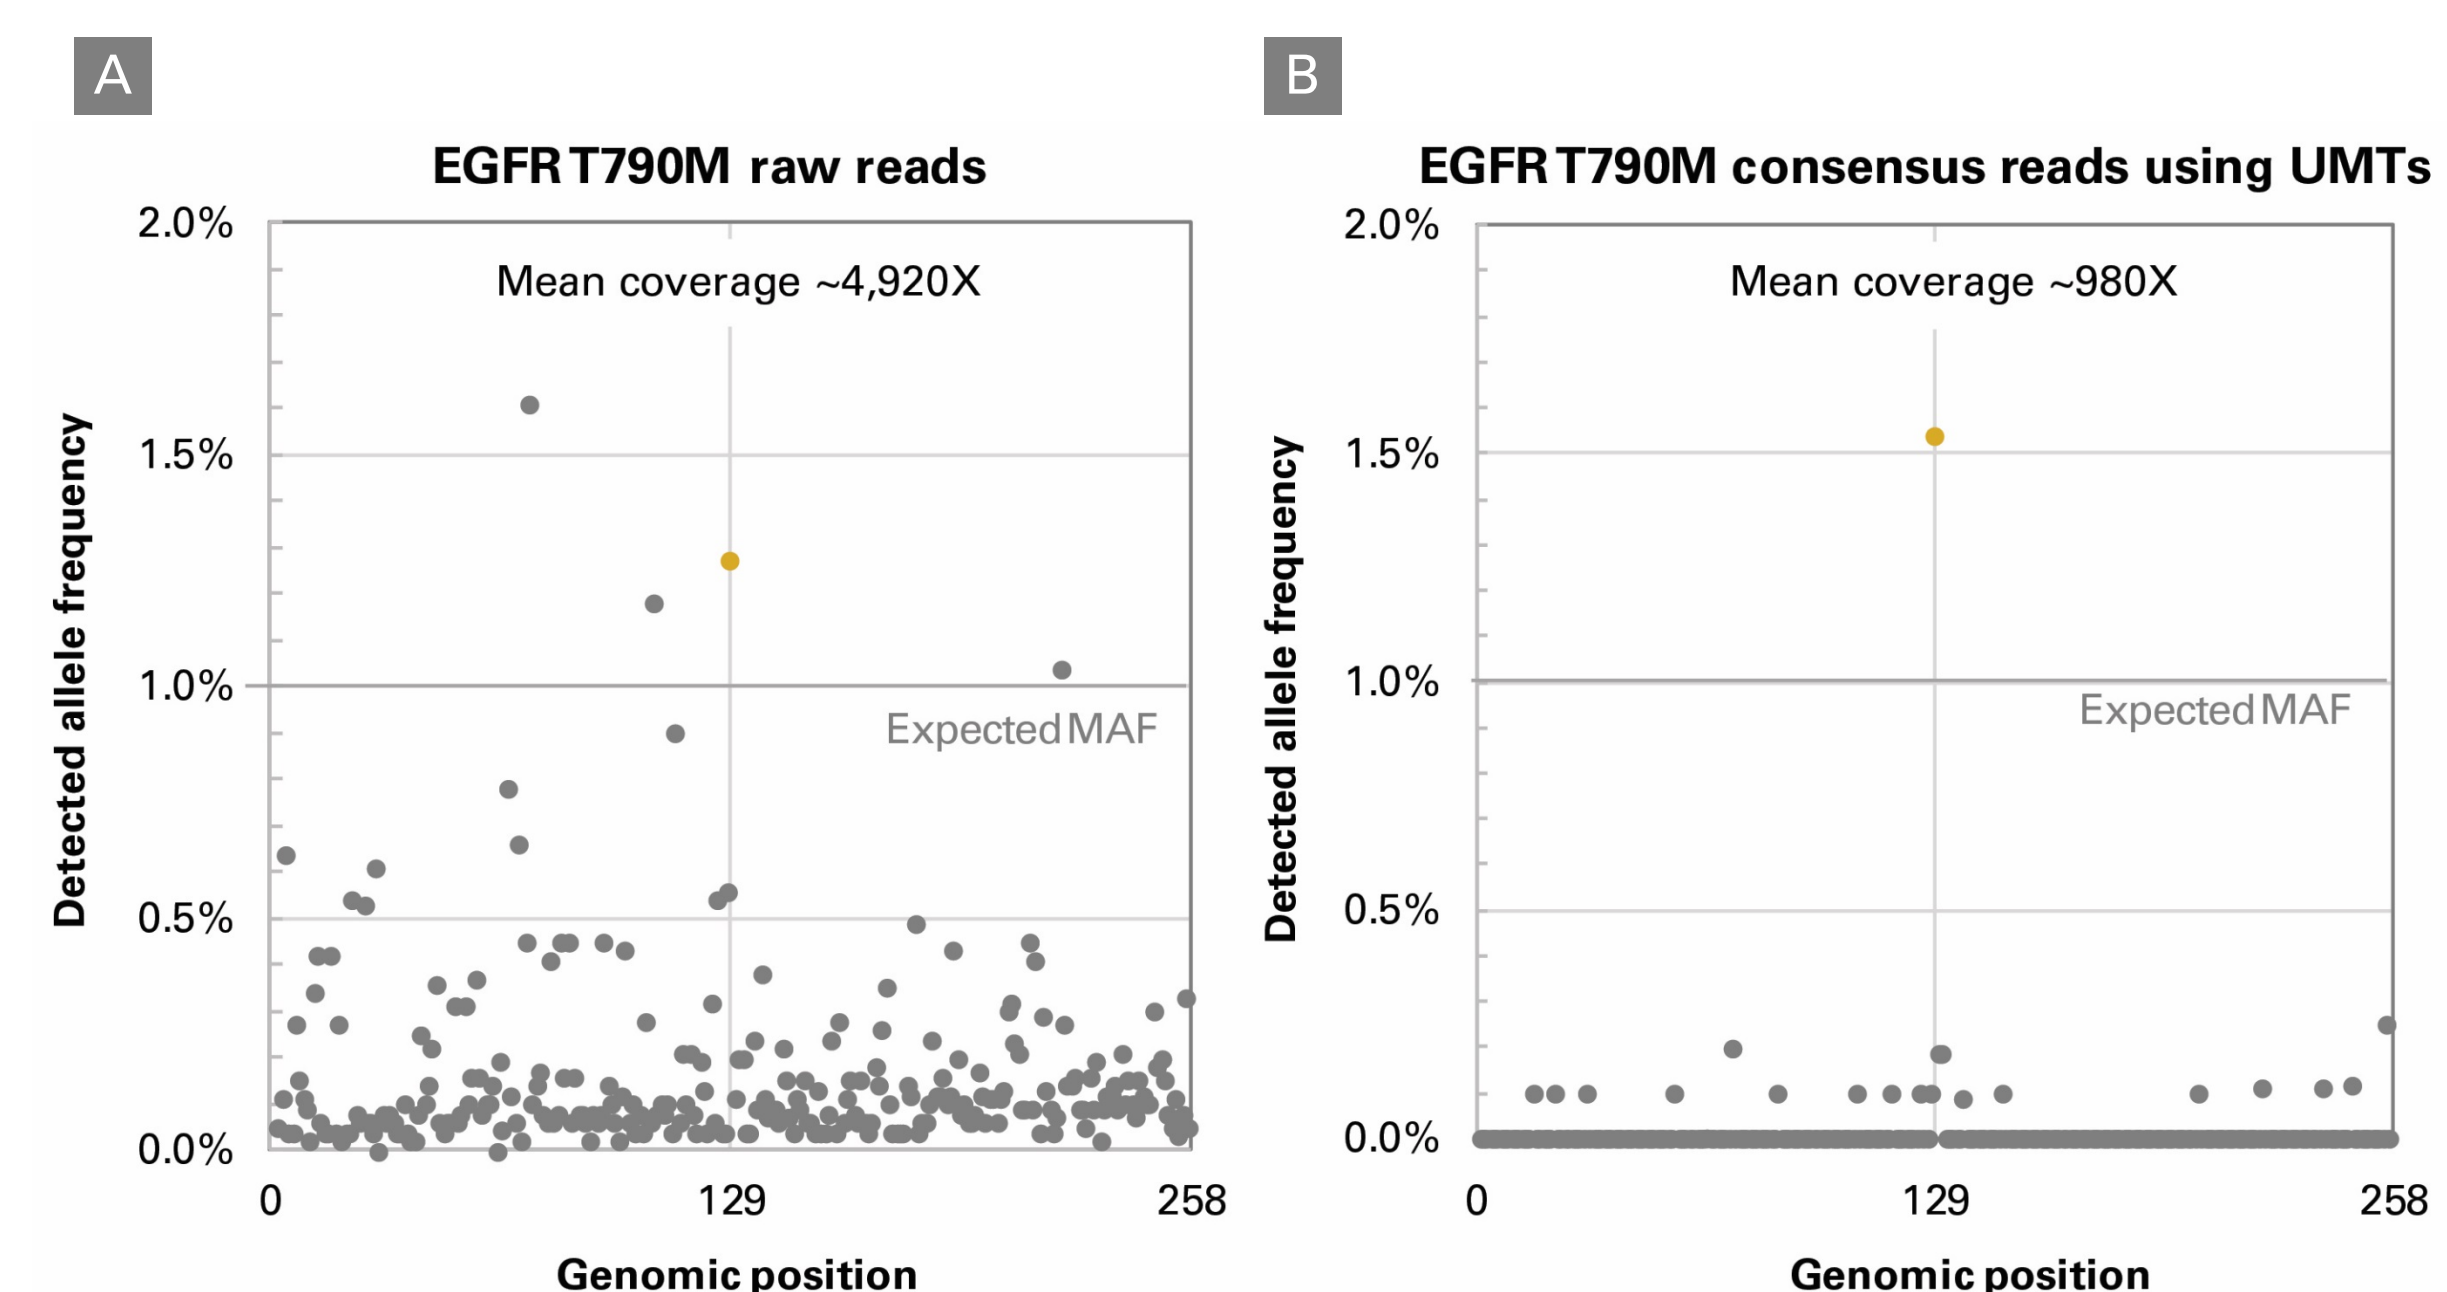 A
EGFR T790M raw reads
Mean coverage ~4,920X
Detected allele frequency
2.0%
1.5%
1.0%
0.5%
0.0%
Expected MAF
0
129
258
Genomic position
B
EGFR T790M consensus reads using UMTs
Mean coverage ~980X
Detected allele frequency
2.0%
1.5%
1.0%
0.5%
0.0%
Expected MAF
0
129
258
Genomic position